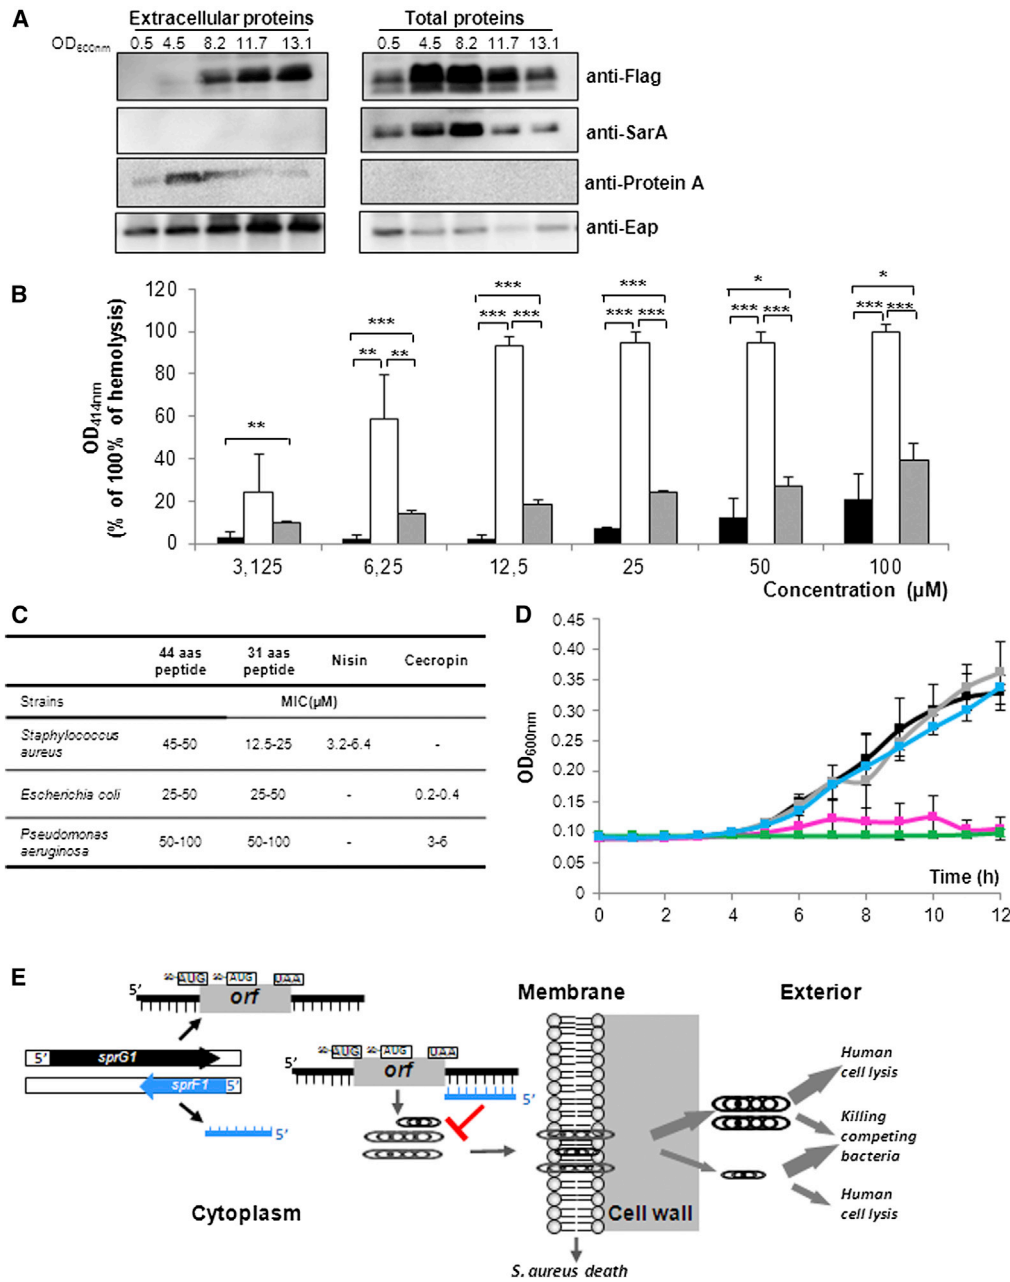 A
Extracellular proteins
Total proteins
OD600nm 0.5 4.5 8.2 11.7 13.1
0.5 4.5 8.2 11.7 13.1
anti-Flag
anti-SarA
anti-Protein A
anti-Eap
B
OD414nm
(% of 100% of hemolysis)
120
100
80
60
40
20
0
**
***
** **
***
*** ***
***
*** ***
*
*** ***
*
*** ***
3,125 6,25 12,5 25 50 100
Concentration (µM)
C
44 aas peptide
31 aas peptide
Nisin
Cecropin
Strains MIC(µM)
Staphylococcus aureus 45-50 12.5-25 3.2-6.4 -
Escherichia coli 25-50 25-50 - 0.2-0.4
Pseudomonas aeruginosa 50-100 50-100 - 3-6
D
OD600nm
0.45
0.40
0.35
0.30
0.25
0.20
0.15
0.10
0.05
0
Time (h)
0 2 4 6 8 10 12
E
5'
AUG AUG UAA
orf
5' sprG1
sprF1 5'
5'
AUG AUG UAA
orf
5'
Cytoplasm
Membrane
Cell wall
S. aureus death
Exterior
Human
cell lysis
Killing
competing
bacteria
Human
cell lysis